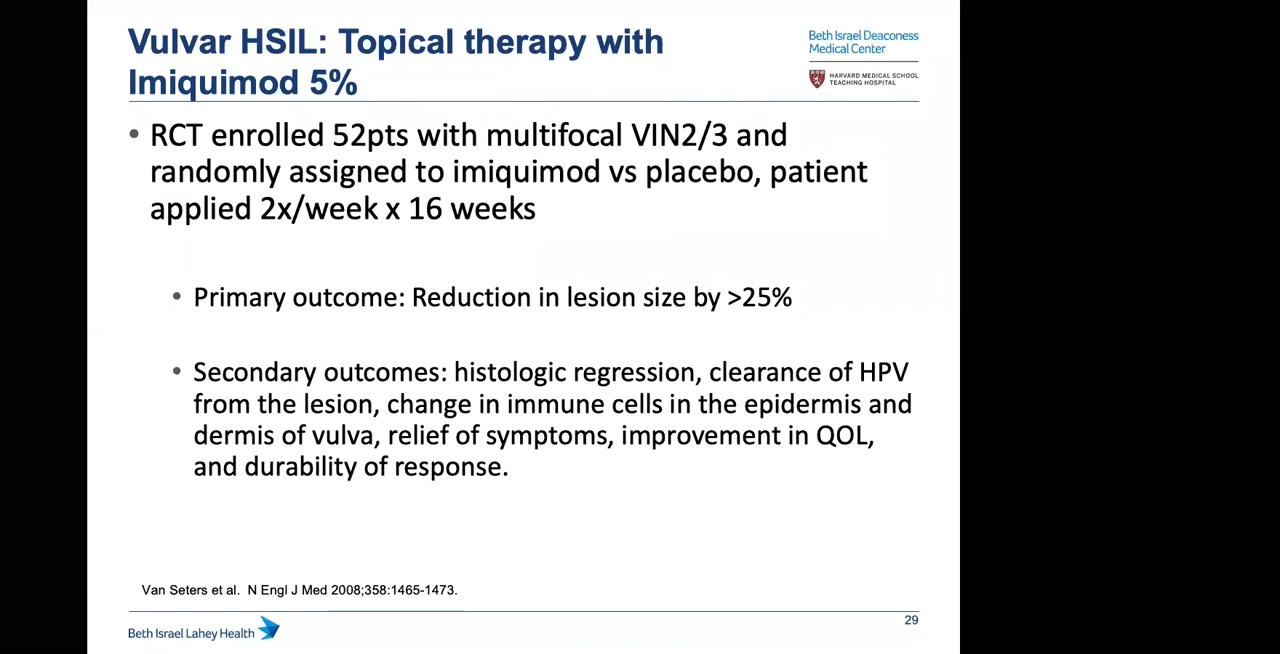 Vulvar HSIL: Topical therapy with
Imiquimod 5%
Beth Israel Deaconess
Medical Center
HARVARD MEDICAL SCHOOL
TEACHING HOSPITAL
• RCT enrolled 52pts with multifocal VIN2/3 and
randomly assigned to imiquimod vs placebo, patient
applied 2x/week x 16 weeks
• Primary outcome: Reduction in lesion size by >25%
• Secondary outcomes: histologic regression, clearance of HPV
from the lesion, change in immune cells in the epidermis and
dermis of vulva, relief of symptoms, improvement in QOL,
and durability of response.
Van Seters et al. N Engl J Med 2008;358:1465-1473.
Beth Israel Lahey Health
29